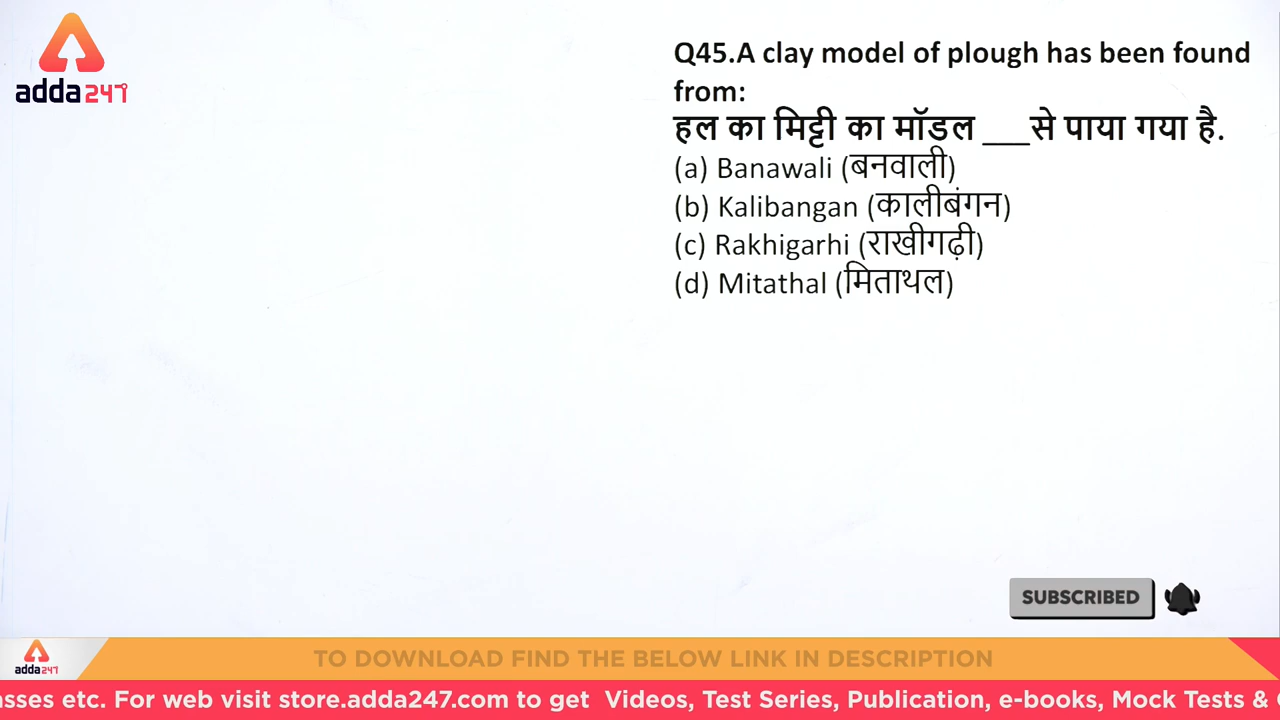 adda247
Q45.A clay model of plough has been found
from:
हल का मिट्टी का मॉडल ___से पाया गया है.
(a) Banawali (बनवाली)
(b) Kalibangan (कालीबंगन)
(c) Rakhigarhi (राखीगढ़ी)
(d) Mitathal (मिताथल)
SUBSCRIBED
adda247
TO DOWNLOAD FIND THE BELOW LINK IN DESCRIPTION
asses etc. For web visit store.adda247.com to get Videos, Test Series, Publication, e-books, Mock Tests &